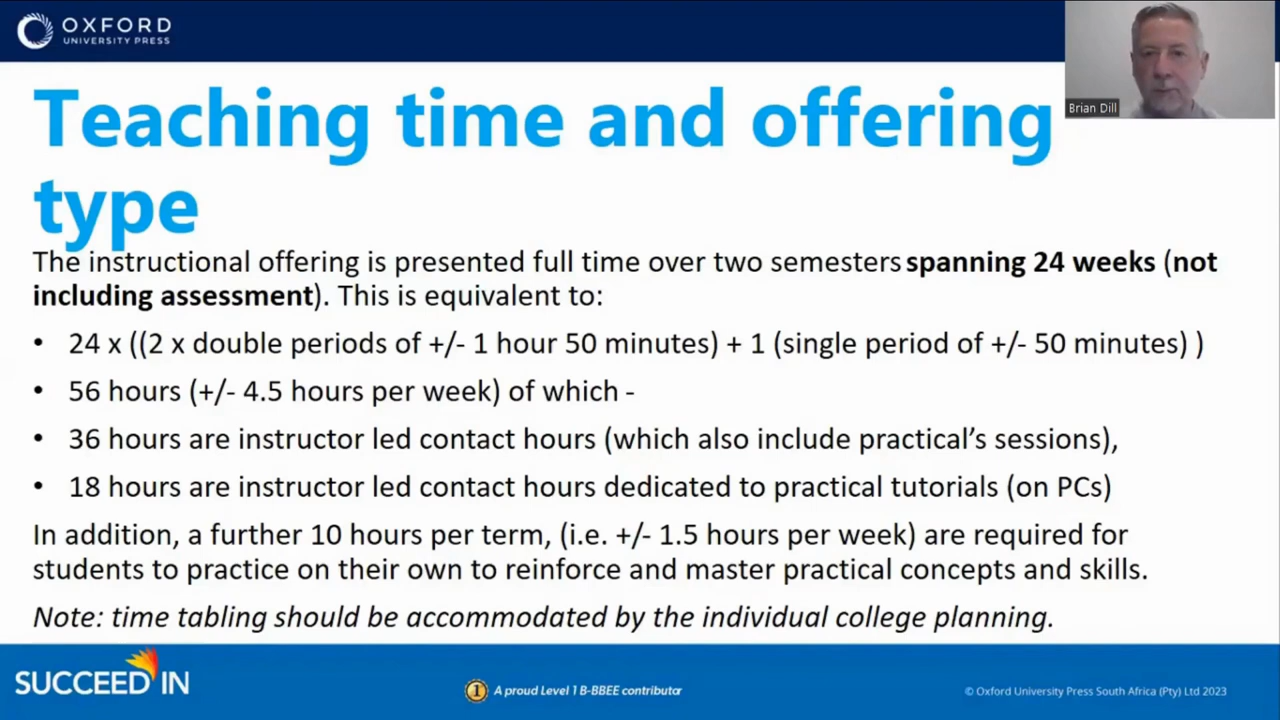 OXFORD
UNIVERSITY PRESS
Brian Dill
Teaching time and offering
type
The instructional offering is presented full time over two semesters spanning 24 weeks (not
including assessment). This is equivalent to:
• 24 x ((2 x double periods of +/- 1 hour 50 minutes) + 1 (single period of +/- 50 minutes) )
• 56 hours (+/- 4.5 hours per week) of which -
• 36 hours are instructor led contact hours (which also include practical’s sessions),
• 18 hours are instructor led contact hours dedicated to practical tutorials (on PCs)
In addition, a further 10 hours per term, (i.e. +/- 1.5 hours per week) are required for
students to practice on their own to reinforce and master practical concepts and skills.
Note: time tabling should be accommodated by the individual college planning.
SUCCEED IN
1 A proud Level 1 B-BBEE contributor
© Oxford University Press South Africa (Pty) Ltd 2023